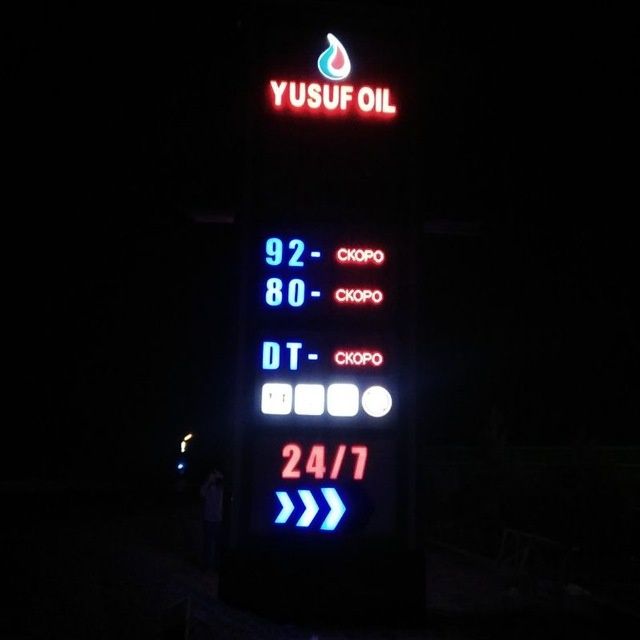 YUSUF OIL
92- СКОРО
80- СКОРО
DT- СКОРО
24/7